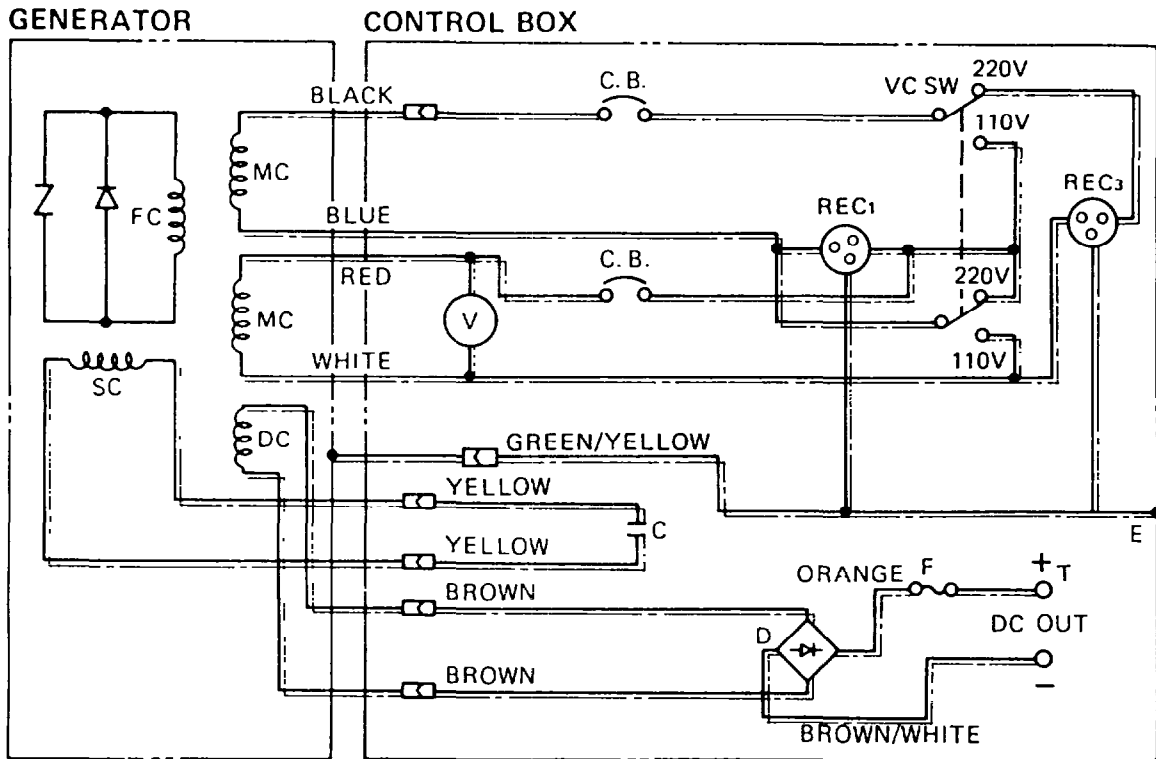 GENERATOR
CONTROL BOX
BLACK
C. B.
VC SW
220V
110V
MC
FC
REC₃
BLUE
REC₁
RED
C. B.
220V
MC
V
WHITE
110V
SC
DC
GREEN/YELLOW
YELLOW
C
E
YELLOW
ORANGE
F
+
T
BROWN
D
DC OUT
BROWN
−
BROWN/WHITE